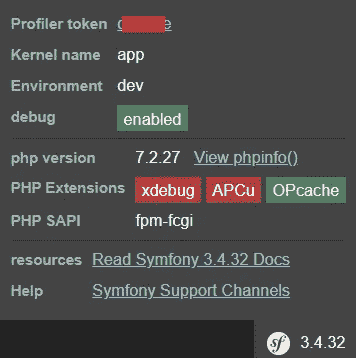 Profiler token
Kernel name app
Environment dev
debug enabled
php version 7.2.27 View phpinfo()
PHP Extensions xdebug APCu OPcache
PHP SAPI fpm-fcgi
resources Read Symfony 3.4.32 Docs
Help Symfony Support Channels
sf 3.4.32